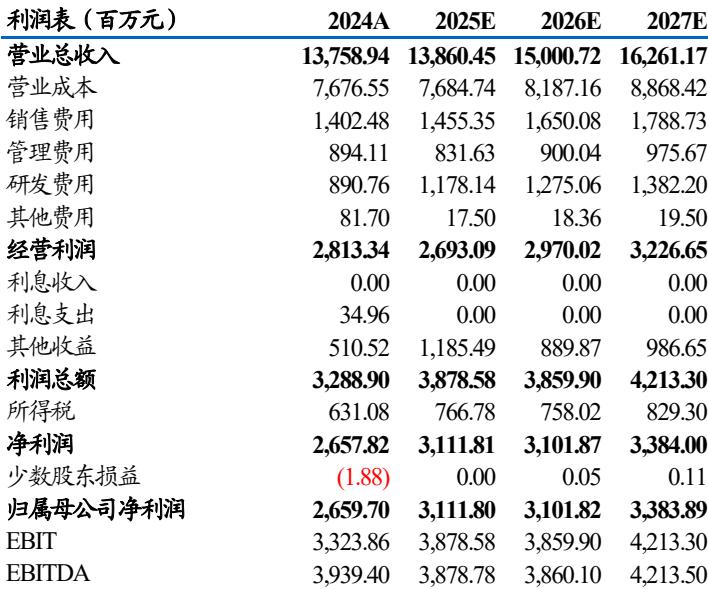 利润表（百万元） 2024A 2025E 2026E 2027E
营业总收入 13,758.94 13,860.45 15,000.72 16,261.17
营业成本 7,676.55 7,684.74 8,187.16 8,868.42
销售费用 1,402.48 1,455.35 1,650.08 1,788.73
管理费用 894.11 831.63 900.04 975.67
研发费用 890.76 1,178.14 1,275.06 1,382.20
其他费用 81.70 17.50 18.36 19.50
经营利润 2,813.34 2,693.09 2,970.02 3,226.65
利息收入 0.00 0.00 0.00 0.00
利息支出 34.96 0.00 0.00 0.00
其他收益 510.52 1,185.49 889.87 986.65
利润总额 3,288.90 3,878.58 3,859.90 4,213.30
所得税 631.08 766.78 758.02 829.30
净利润 2,657.82 3,111.81 3,101.87 3,384.00
少数股东损益 (1.88) 0.00 0.05 0.11
归属母公司净利润 2,659.70 3,111.80 3,101.82 3,383.89
EBIT 3,323.86 3,878.58 3,859.90 4,213.30
EBITDA 3,939.40 3,878.78 3,860.10 4,213.50